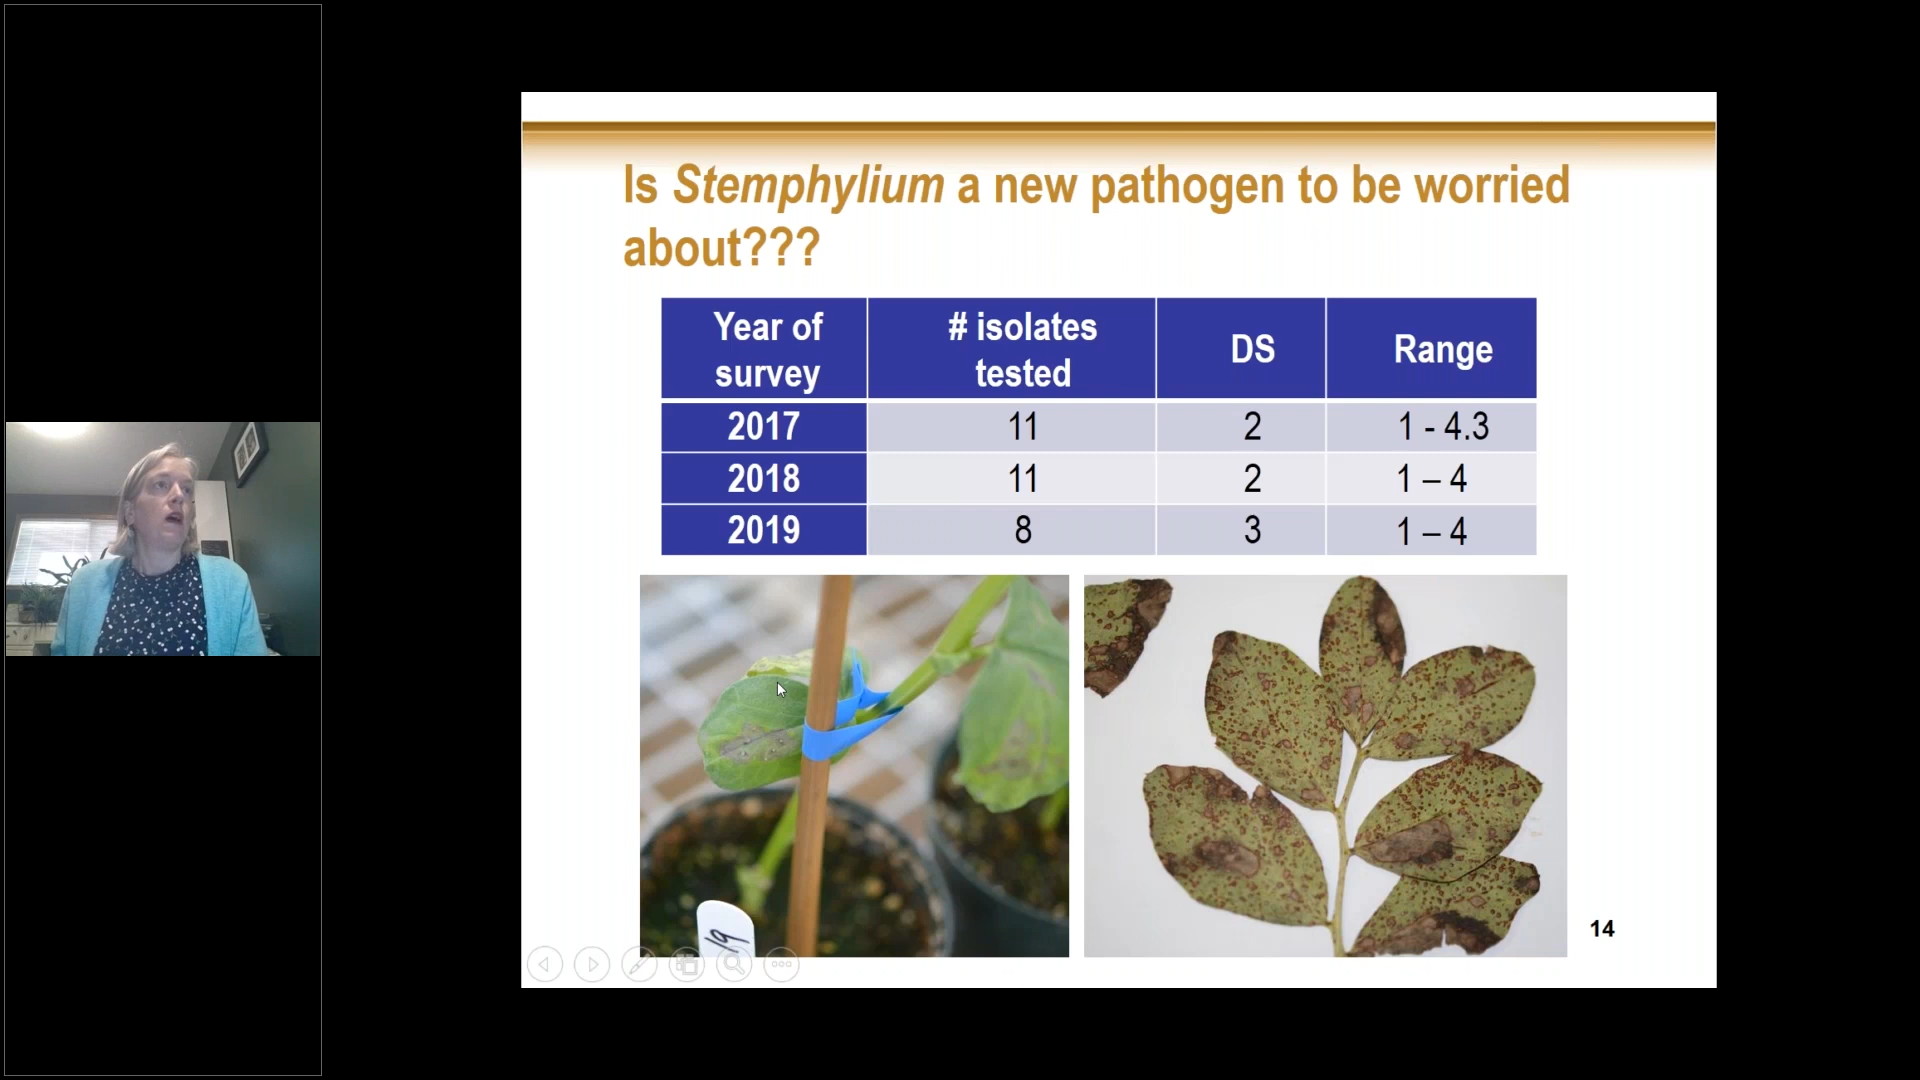 Is Stemphylium a new pathogen to be worried
about???
Year of survey # isolates tested DS Range
2017 11 2 1 - 4.3
2018 11 2 1 – 4
2019 8 3 1 – 4
19
14